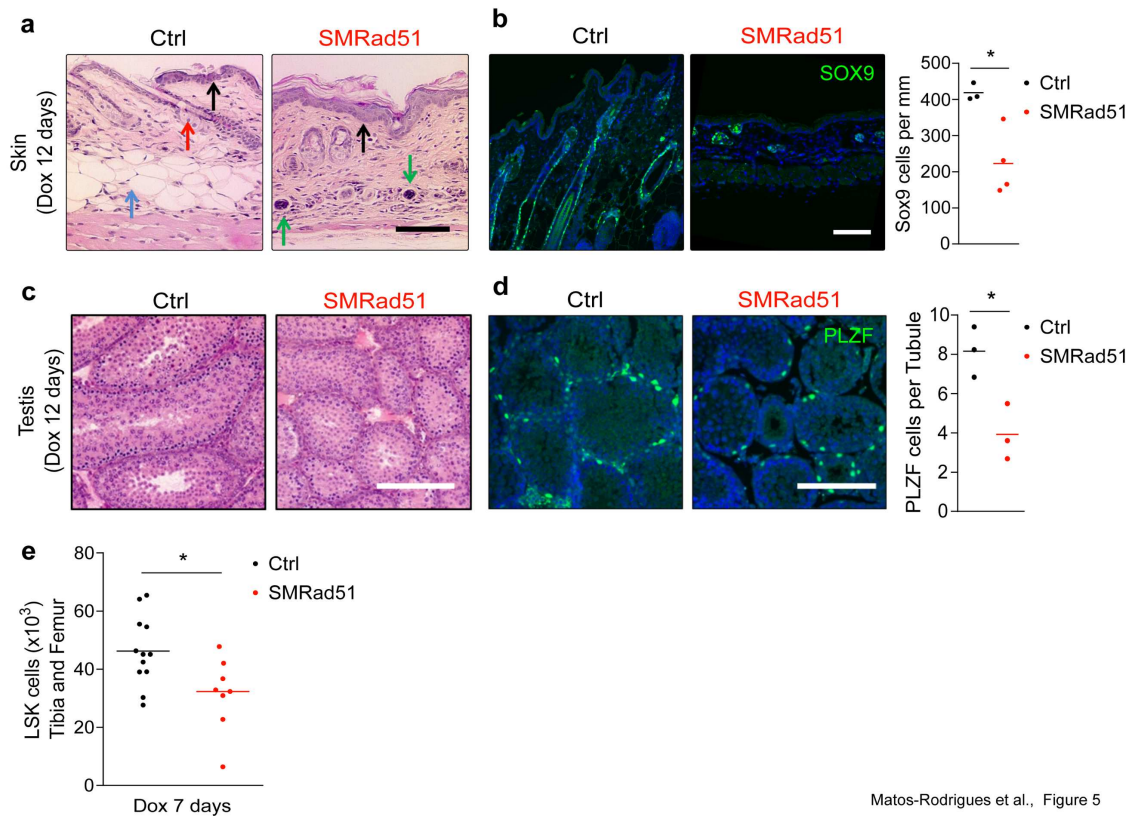 a
Ctrl
SMRad51
Skin
(Dox 12 days)
b
Ctrl
SMRad51
SOX9
Sox9 cells per mm
500
400
300
200
100
0
*
Ctrl
SMRad51
c
Ctrl
SMRad51
Testis
(Dox 12 days)
d
Ctrl
SMRad51
PLZF
PLZF cells per Tubule
10
8
6
4
2
0
*
Ctrl
SMRad51
e
LSK cells (x10³)
Tibia and Femur
80
60
40
20
0
*
Ctrl
SMRad51
Dox 7 days
Matos-Rodrigues et al., Figure 5